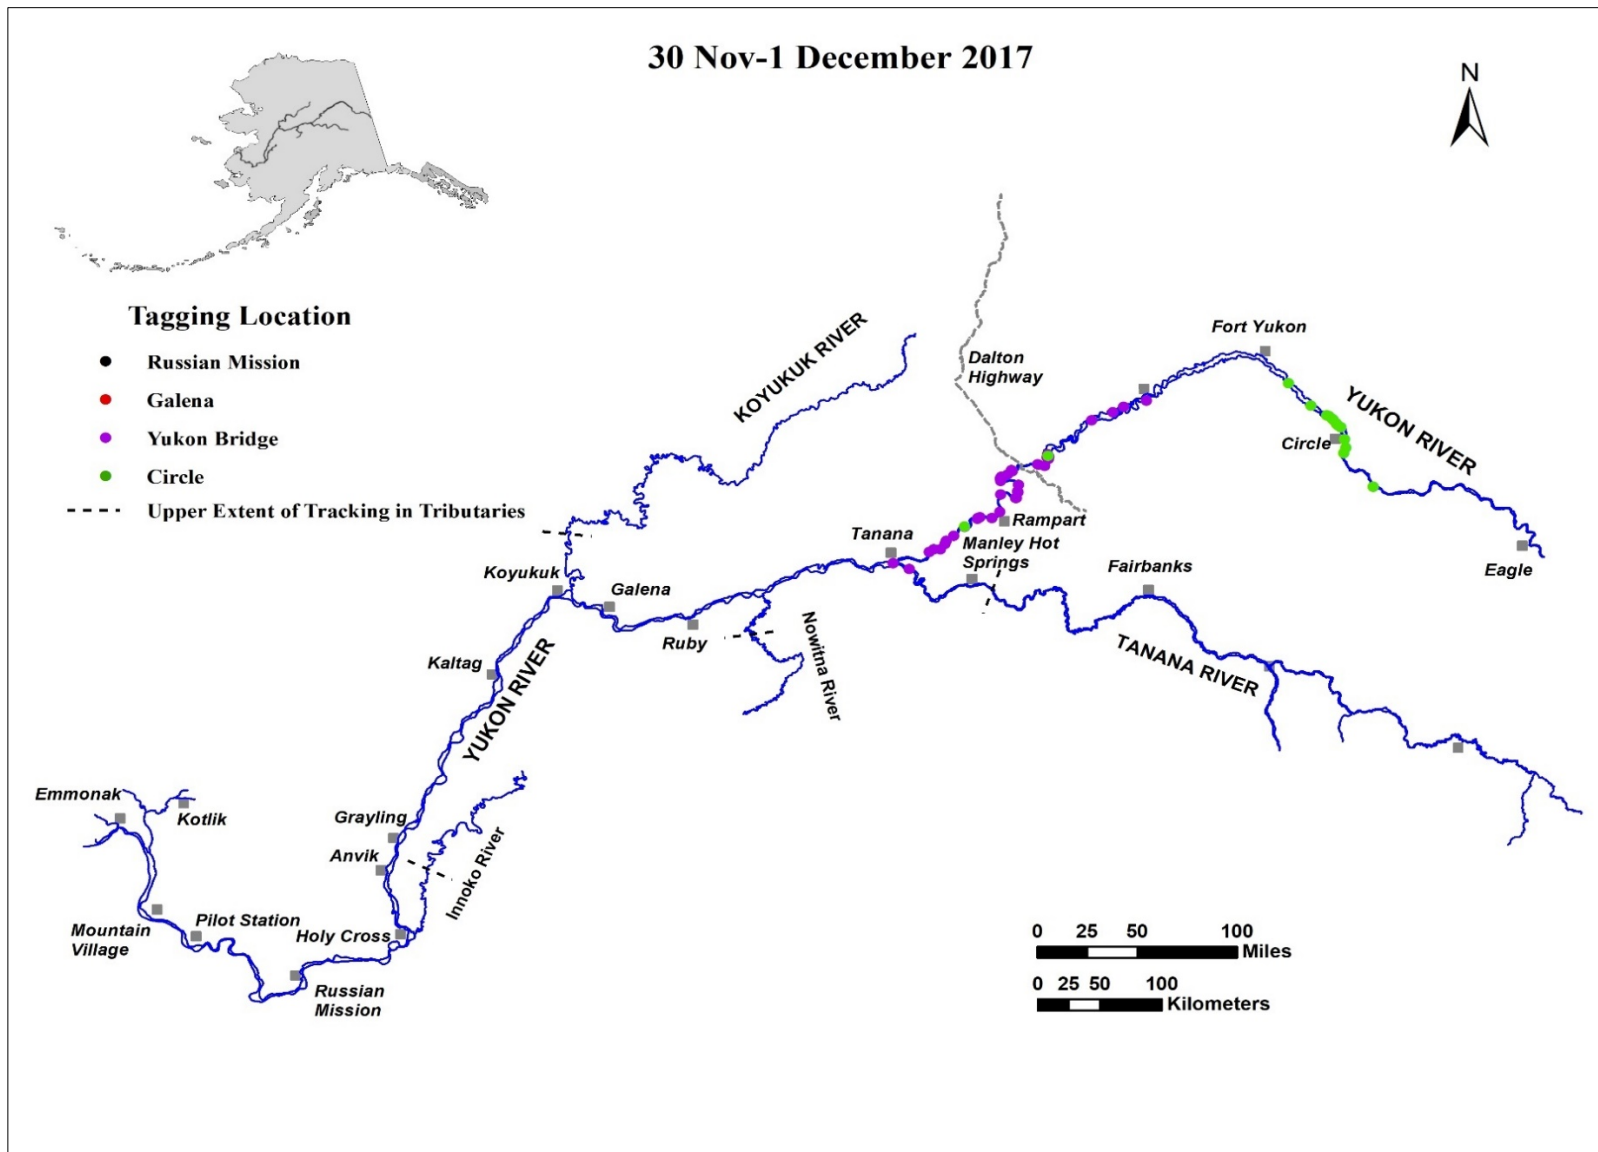 30 Nov-1 December 2017
N
Tagging Location
Russian Mission
Galena
Yukon Bridge
Circle
Upper Extent of Tracking in Tributaries
KOYUKUK RIVER
Dalton
Highway
Fort Yukon
YUKON RIVER
Circle
Rampart
Tanana
Manley Hot
Springs
Fairbanks
Eagle
Koyukuk
Galena
Ruby
Nowitna River
TANANA RIVER
Kaltag
YUKON RIVER
Emmonak
Kotlik
Grayling
Anvik
Innoko River
Mountain
Village
Pilot Station
Holy Cross
Russian
Mission
0 25 50 100
Miles
0 25 50 100
Kilometers